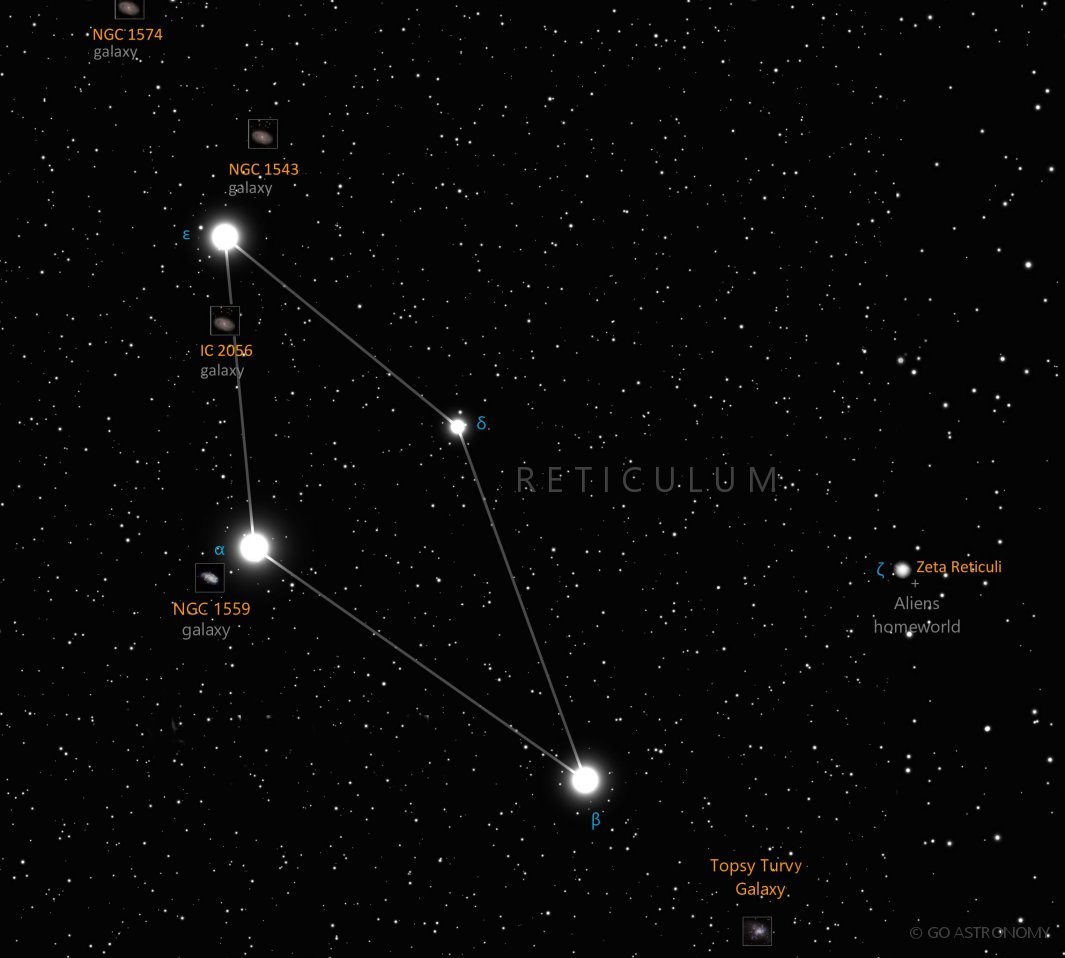 NGC 1574
galaxy
NGC 1543
galaxy
ε
IC 2056
galaxy
δ
RETICULUM
α
NGC 1559
galaxy
ζ Zeta Reticuli
Aliens
homeworld
β
Topsy Turvy
Galaxy
© GO ASTRONOMY